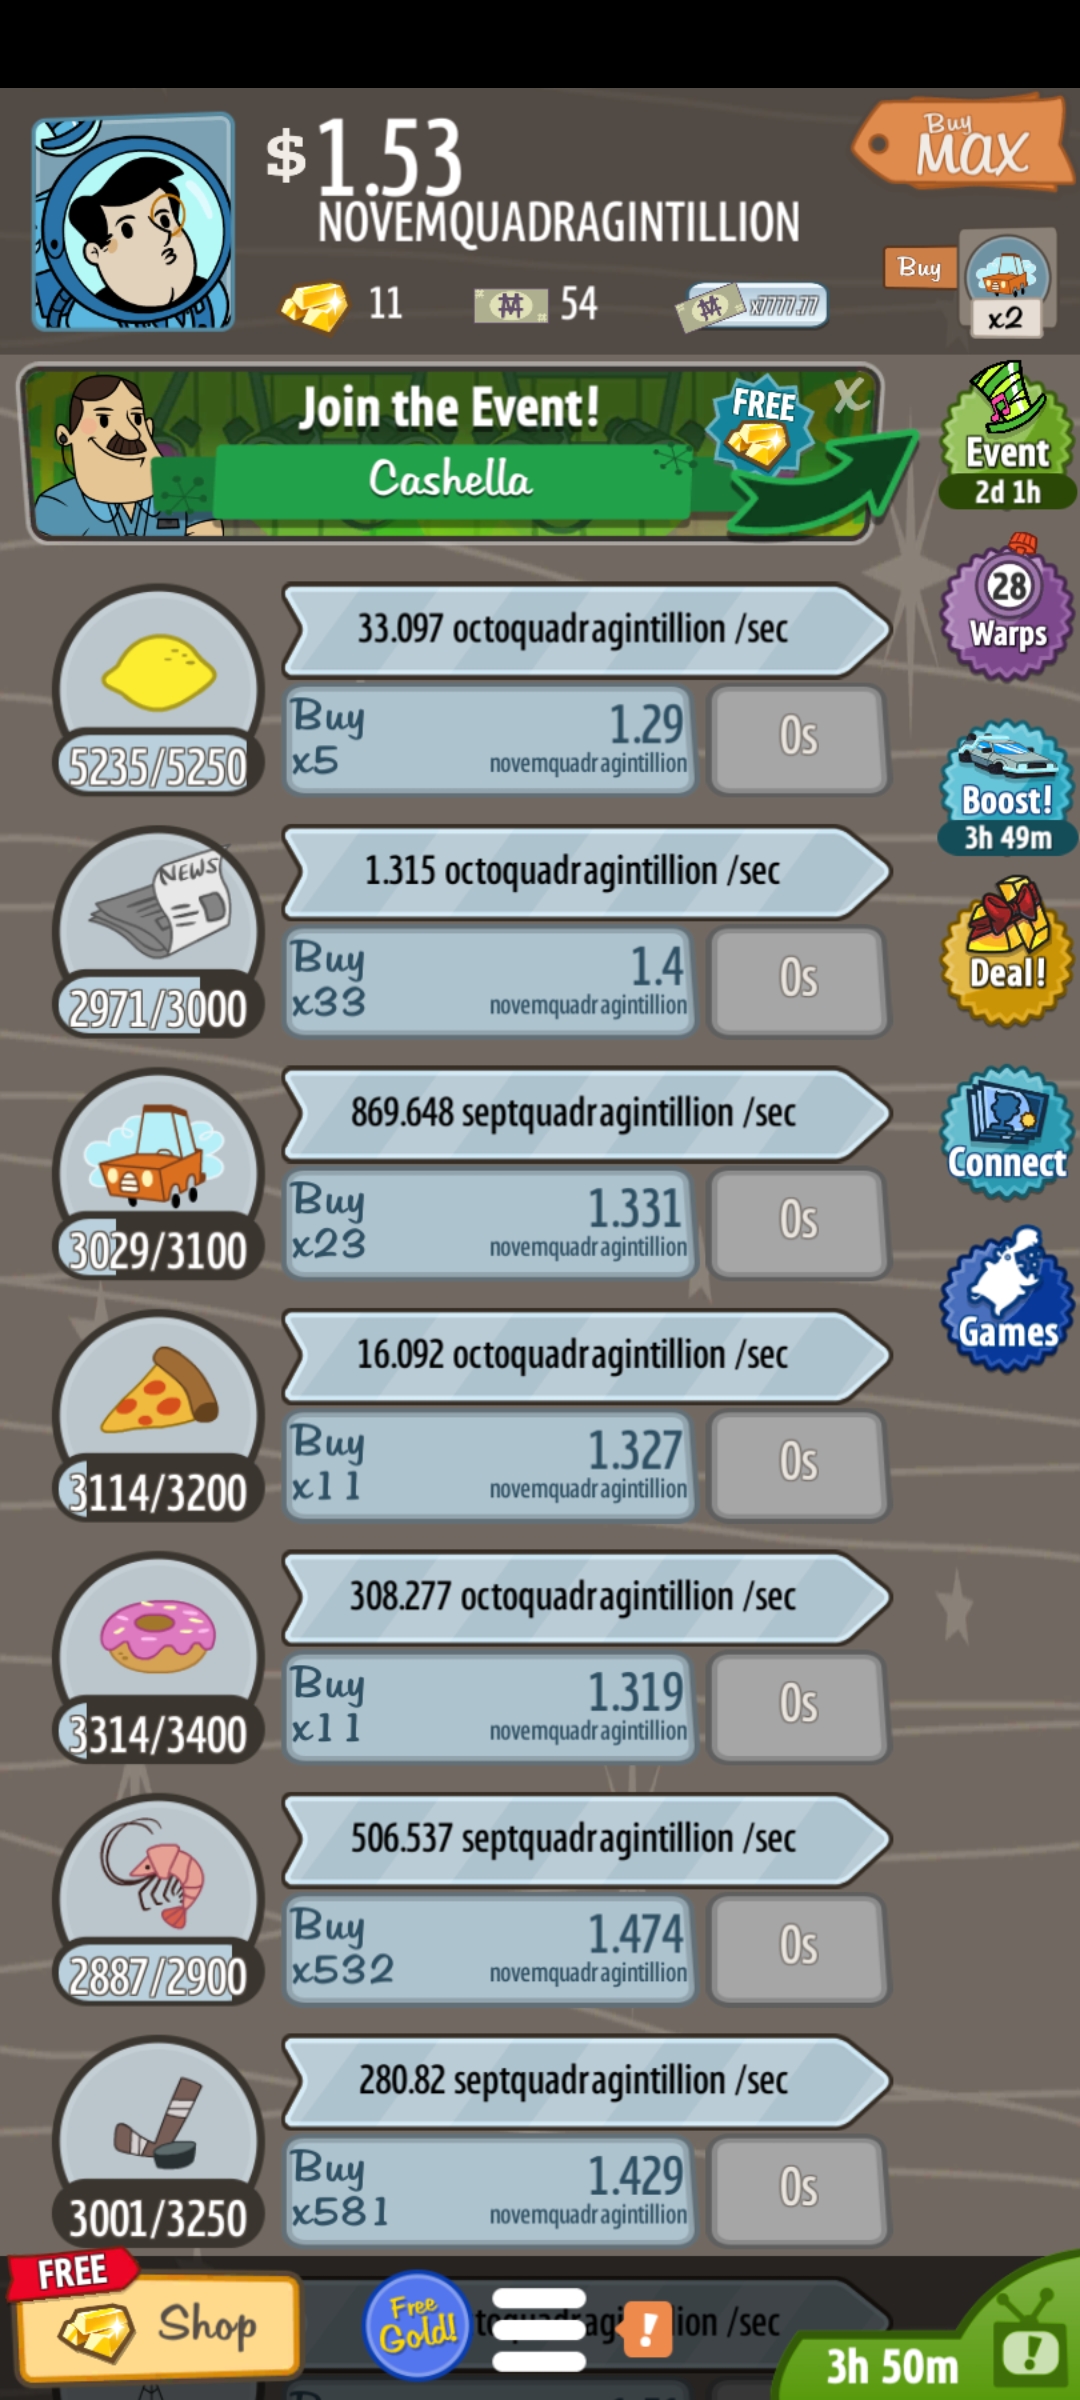 $1.53
NOVEMQUADRAGINTILLION
Buy
MAX
11
54
x7777.77
Buy
x2
Join the Event!
Cashella
FREE
X
Event
2d 1h
33.097 octoquadragintillion /sec
Buy
x5
1.29
novemquadragintillion
0s
5235/5250
28
Warps
1.315 octoquadragintillion /sec
NEWS
Buy
x33
1.4
novemquadragintillion
0s
2971/3000
Boost!
3h 49m
Deal!
869.648 septquadragintillion /sec
Buy
x23
1.331
novemquadragintillion
0s
3029/3100
Connect
16.092 octoquadragintillion /sec
Buy
x11
1.327
novemquadragintillion
0s
3114/3200
Games
308.277 octoquadragintillion /sec
Buy
x11
1.319
novemquadragintillion
0s
3314/3400
506.537 septquadragintillion /sec
Buy
x532
1.474
novemquadragintillion
0s
2887/2900
280.82 septquadragintillion /sec
Buy
x581
1.429
novemquadragintillion
0s
3001/3250
FREE
Shop
Free
Gold!
!
/sec
3h 50m
!
Buy